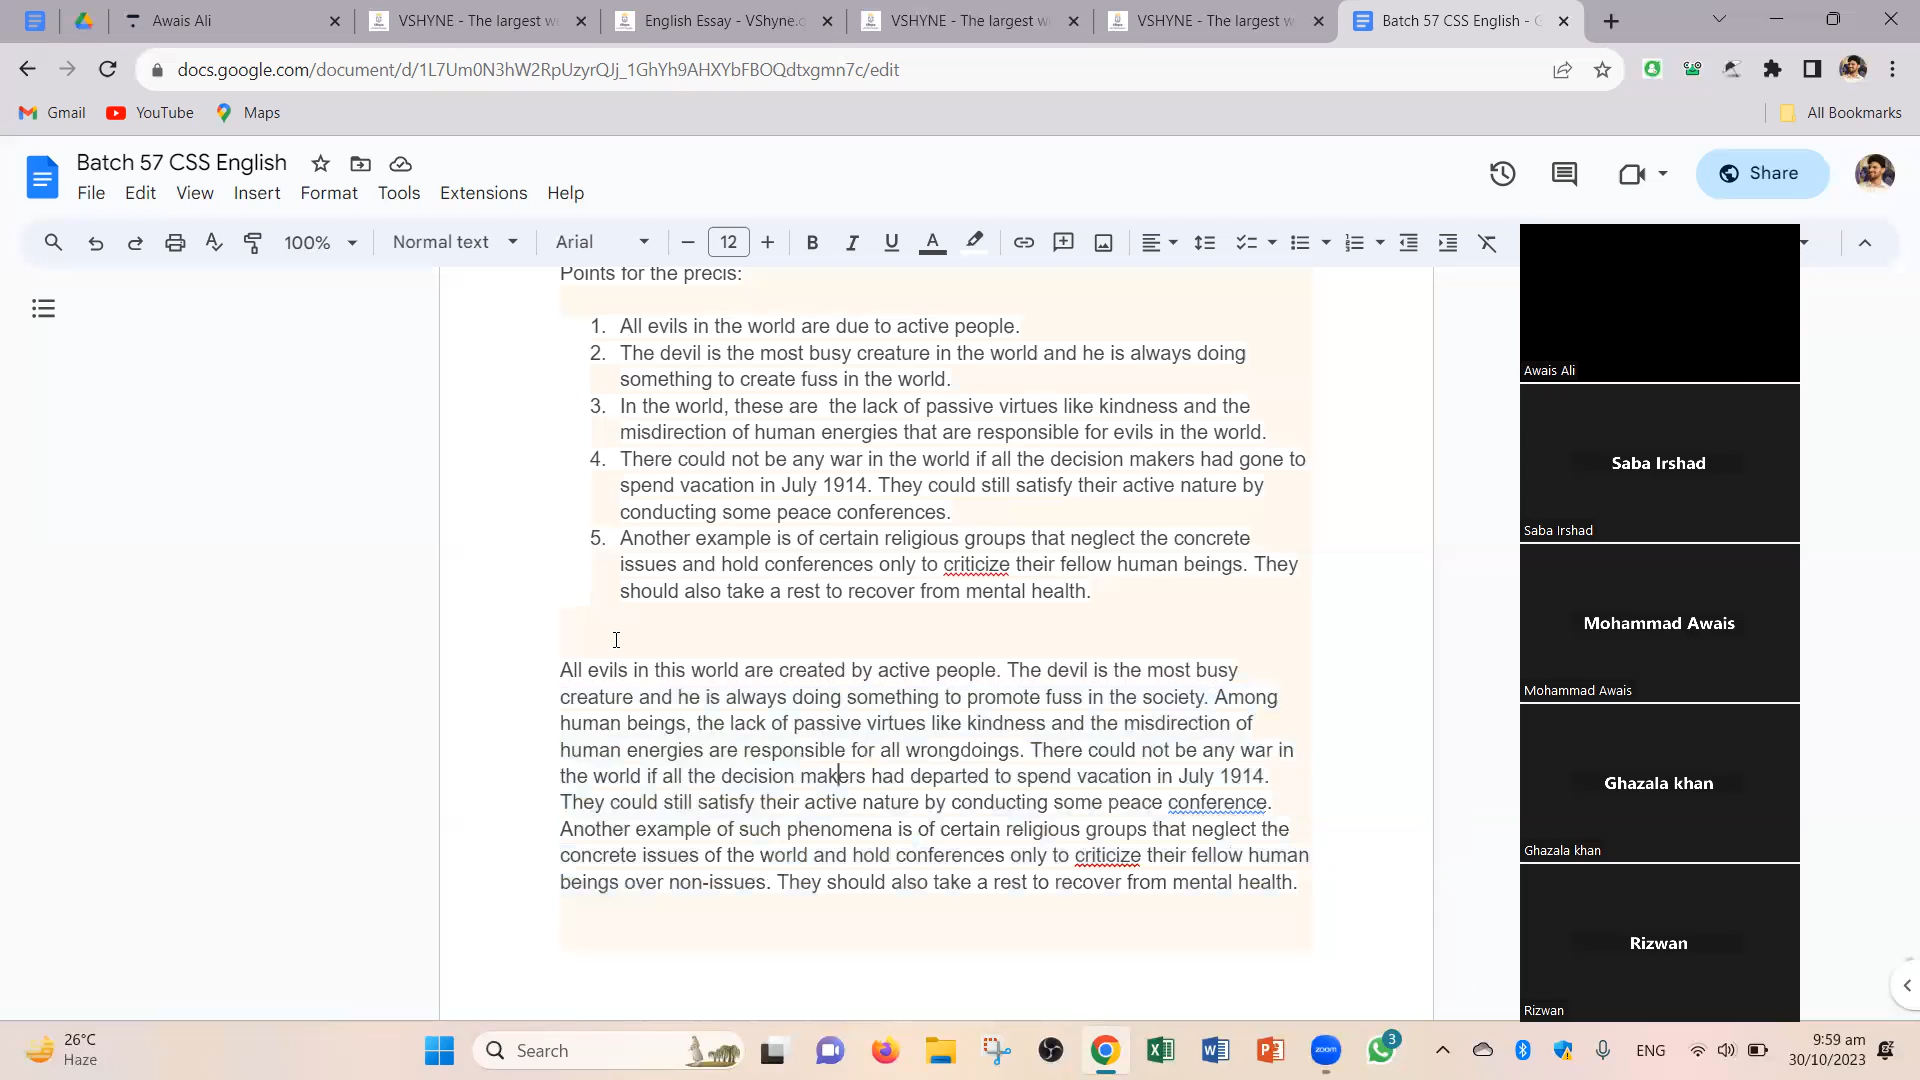 Awais Ali
VSHYNE - The largest w
English Essay - VShyne.
VSHYNE - The largest w
VSHYNE - The largest w
Batch 57 CSS English - G
docs.google.com/document/d/1L7Um0N3hW2RpUzyrQJj_1GhYh9AHXYbFBOQdtxgmn7c/edit
Gmail
YouTube
Maps
All Bookmarks
Batch 57 CSS English
File Edit View Insert Format Tools Extensions Help
Share
100%
Normal text
Arial
12
Points for the precis:
1. All evils in the world are due to active people.
2. The devil is the most busy creature in the world and he is always doing
something to create fuss in the world.
3. In the world, these are the lack of passive virtues like kindness and the
misdirection of human energies that are responsible for evils in the world.
4. There could not be any war in the world if all the decision makers had gone to
spend vacation in July 1914. They could still satisfy their active nature by
conducting some peace conferences.
5. Another example is of certain religious groups that neglect the concrete
issues and hold conferences only to criticize their fellow human beings. They
should also take a rest to recover from mental health.
All evils in this world are created by active people. The devil is the most busy
creature and he is always doing something to promote fuss in the society. Among
human beings, the lack of passive virtues like kindness and the misdirection of
human energies are responsible for all wrongdoings. There could not be any war in
the world if all the decision makers had departed to spend vacation in July 1914.
They could still satisfy their active nature by conducting some peace conference.
Another example of such phenomena is of certain religious groups that neglect the
concrete issues of the world and hold conferences only to criticize their fellow human
beings over non-issues. They should also take a rest to recover from mental health.
Awais Ali
Saba Irshad
Saba Irshad
Mohammad Awais
Mohammad Awais
Ghazala khan
Ghazala khan
Rizwan
Rizwan
26°C
Haze
Search
zoom
3
ENG
9:59 am
30/10/2023